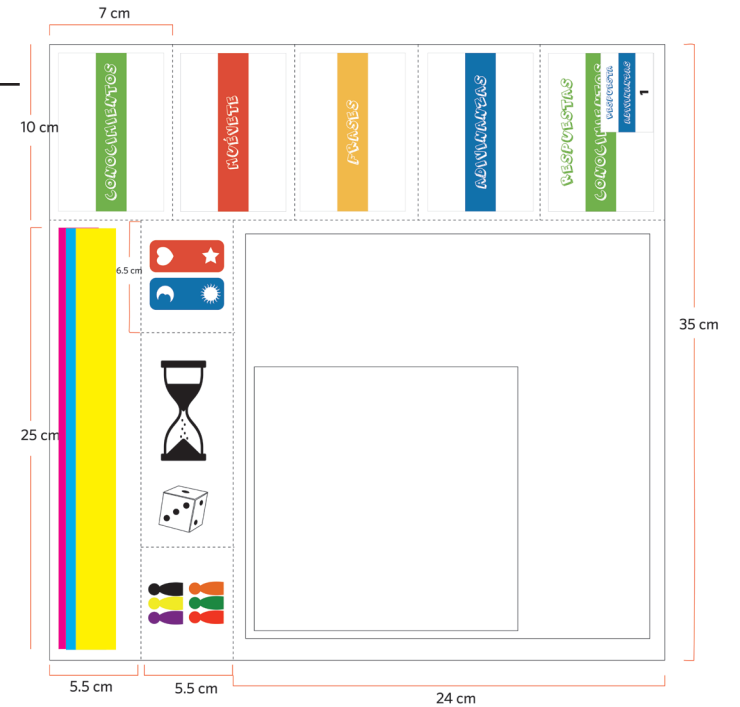 7 cm
10 cm
CONOCIMIENTOS
MUÉVETE
FRASES
ADIVINANZAS
RESPUESTAS
CONOCIMIENTOS
RESPUESTA
ADIVINANZAS
1
6.5 cm
35 cm
25 cm
5.5 cm
5.5 cm
24 cm